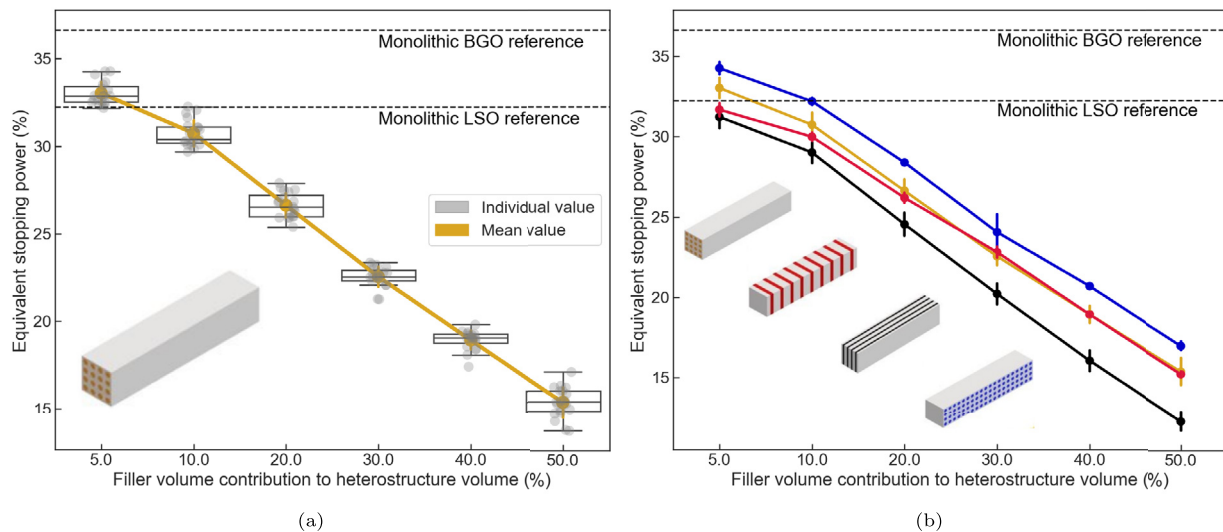 Monolithic BGO reference
35
Monolithic LSO reference
Equivalent stopping power (%)
30
25
Individual value
Mean value
20
15
5.0 10.0 20.0 30.0 40.0 50.0
Filler volume contribution to heterostructure volume (%)
(a)
Monolithic BGO reference
35
Monolithic LSO reference
Equivalent stopping power (%)
30
25
20
15
5.0 10.0 20.0 30.0 40.0 50.0
Filler volume contribution to heterostructure volume (%)
(b)